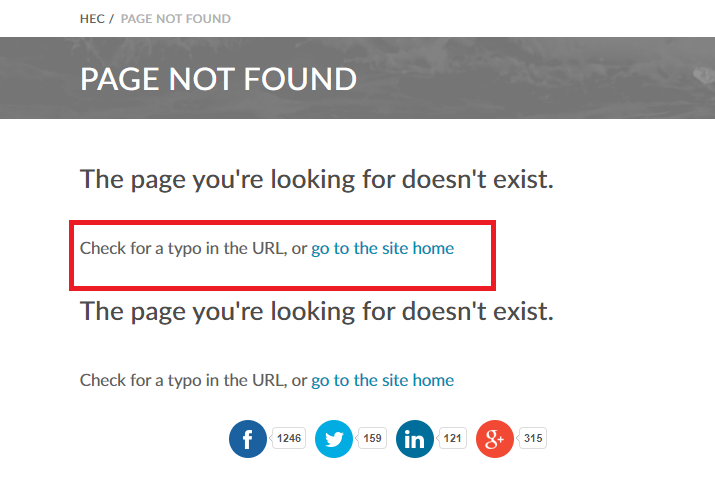 HEC / PAGE NOT FOUND
PAGE NOT FOUND
The page you're looking for doesn't exist.
Check for a typo in the URL, or go to the site home
The page you're looking for doesn't exist.
Check for a typo in the URL, or go to the site home
f 1246 159 in 121 g+ 315